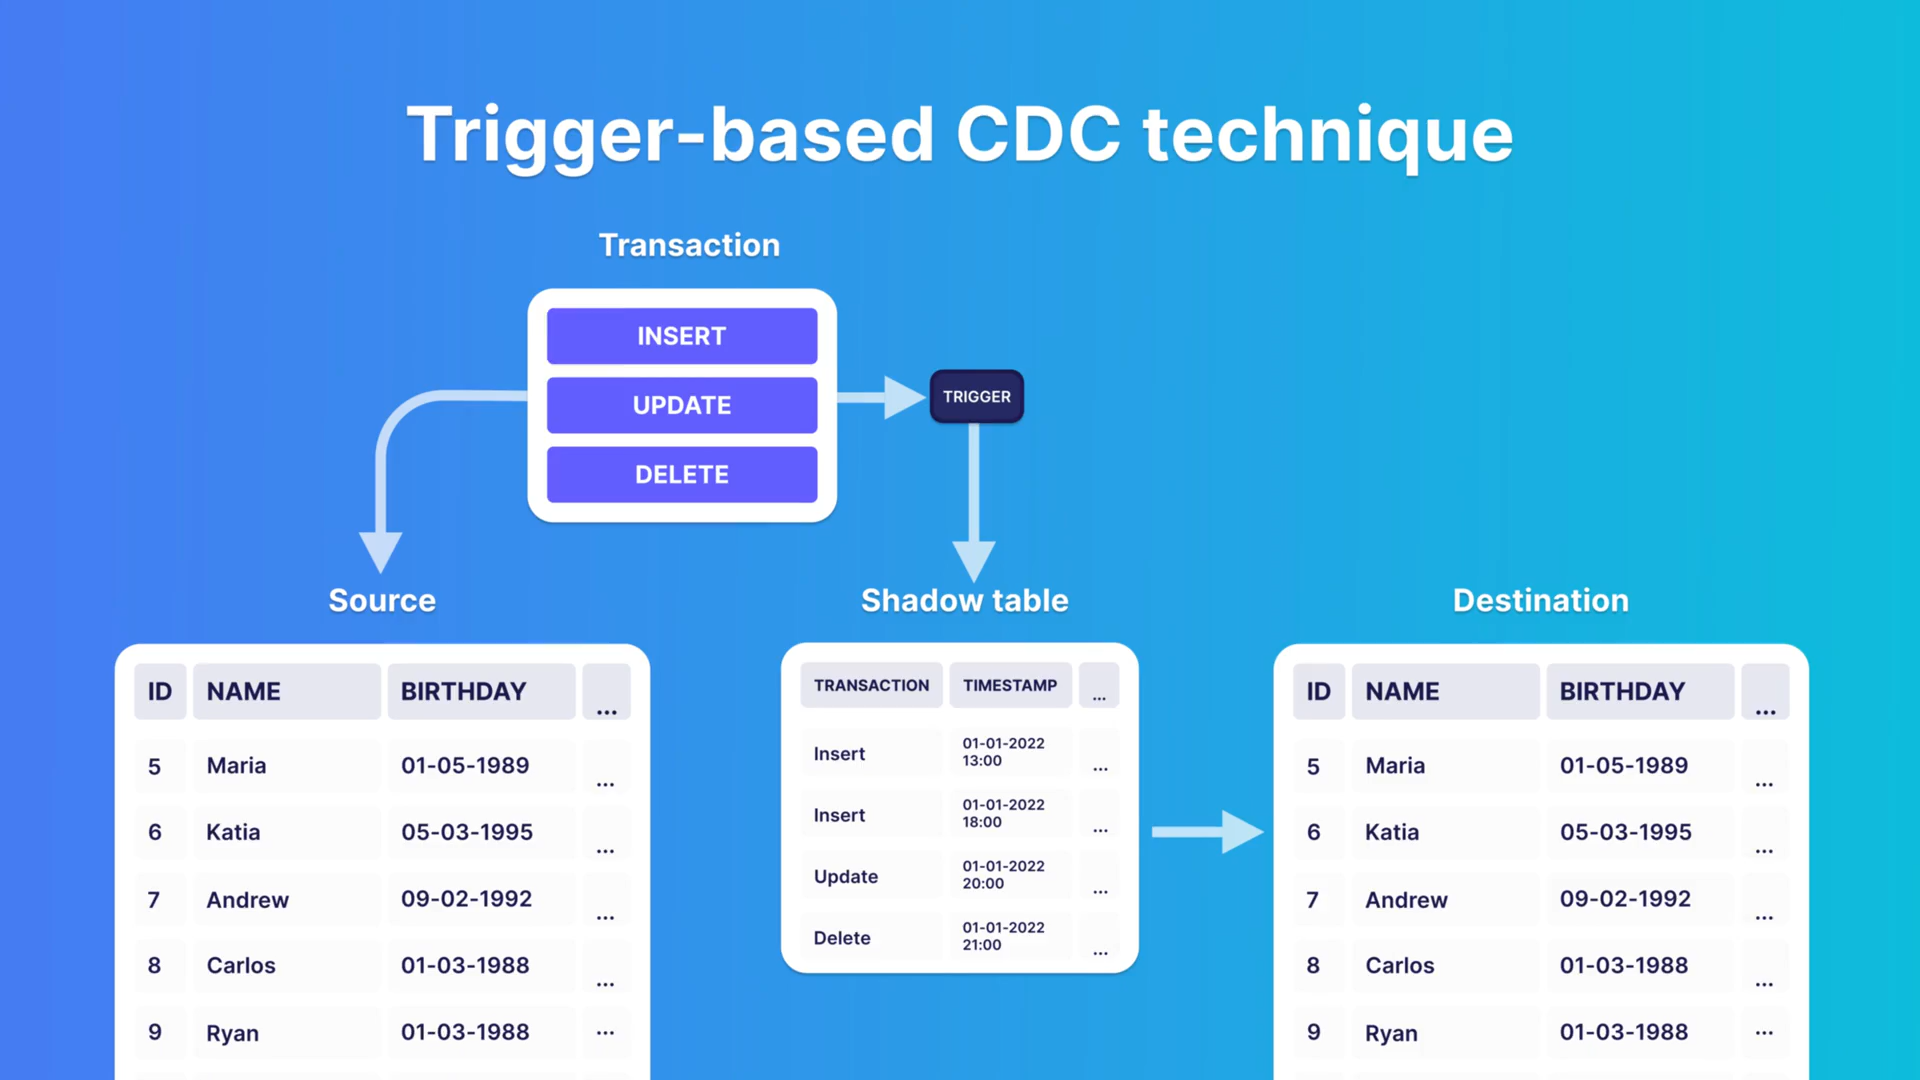 Trigger-based CDC technique
Transaction
INSERT
UPDATE
DELETE
TRIGGER
Source
ID NAME BIRTHDAY ...
5 Maria 01-05-1989 ...
6 Katia 05-03-1995 ...
7 Andrew 09-02-1992 ...
8 Carlos 01-03-1988 ...
9 Ryan 01-03-1988 ...
Shadow table
TRANSACTION TIMESTAMP ...
Insert 01-01-2022 13:00 ...
Insert 01-01-2022 18:00 ...
Update 01-01-2022 20:00 ...
Delete 01-01-2022 21:00 ...
Destination
ID NAME BIRTHDAY ...
5 Maria 01-05-1989 ...
6 Katia 05-03-1995 ...
7 Andrew 09-02-1992 ...
8 Carlos 01-03-1988 ...
9 Ryan 01-03-1988 ...